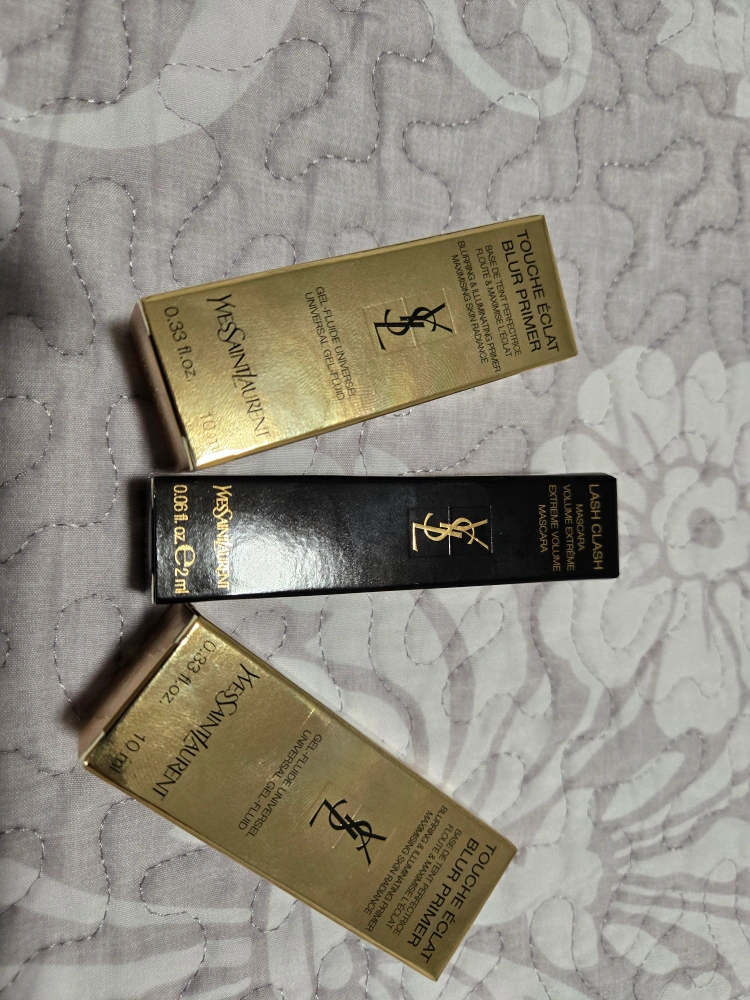 TOUCHE ÉCLAT
BLUR PRIMER
BASE DE TEINT PERFECTRICE
FLOUTE & MAXIMISE L'ÉCLAT
BLURRING & ILLUMINATING PRIMER
MAXIMISING SKIN RADIANCE
YSL
GEL-FLUIDE UNIVERSEL
UNIVERSAL GEL-FLUID
YVESSAINTLAURENT
0.33 fl.oz. 10 ml
LASH CLASH
MASCARA
VOLUME EXTRÊME
EXTREME VOLUME
MASCARA
YSL
YVESSAINTLAURENT
0.06 fl. oz. ℮ 2 ml
TOUCHE ÉCLAT
BLUR PRIMER
BASE DE TEINT PERFECTRICE
FLOUTE & MAXIMISE L'ÉCLAT
BLURRING & ILLUMINATING PRIMER
MAXIMISING SKIN RADIANCE
YSL
GEL-FLUIDE UNIVERSEL
UNIVERSAL GEL-FLUID
YVESSAINTLAURENT
0.33 fl.oz. 10 ml